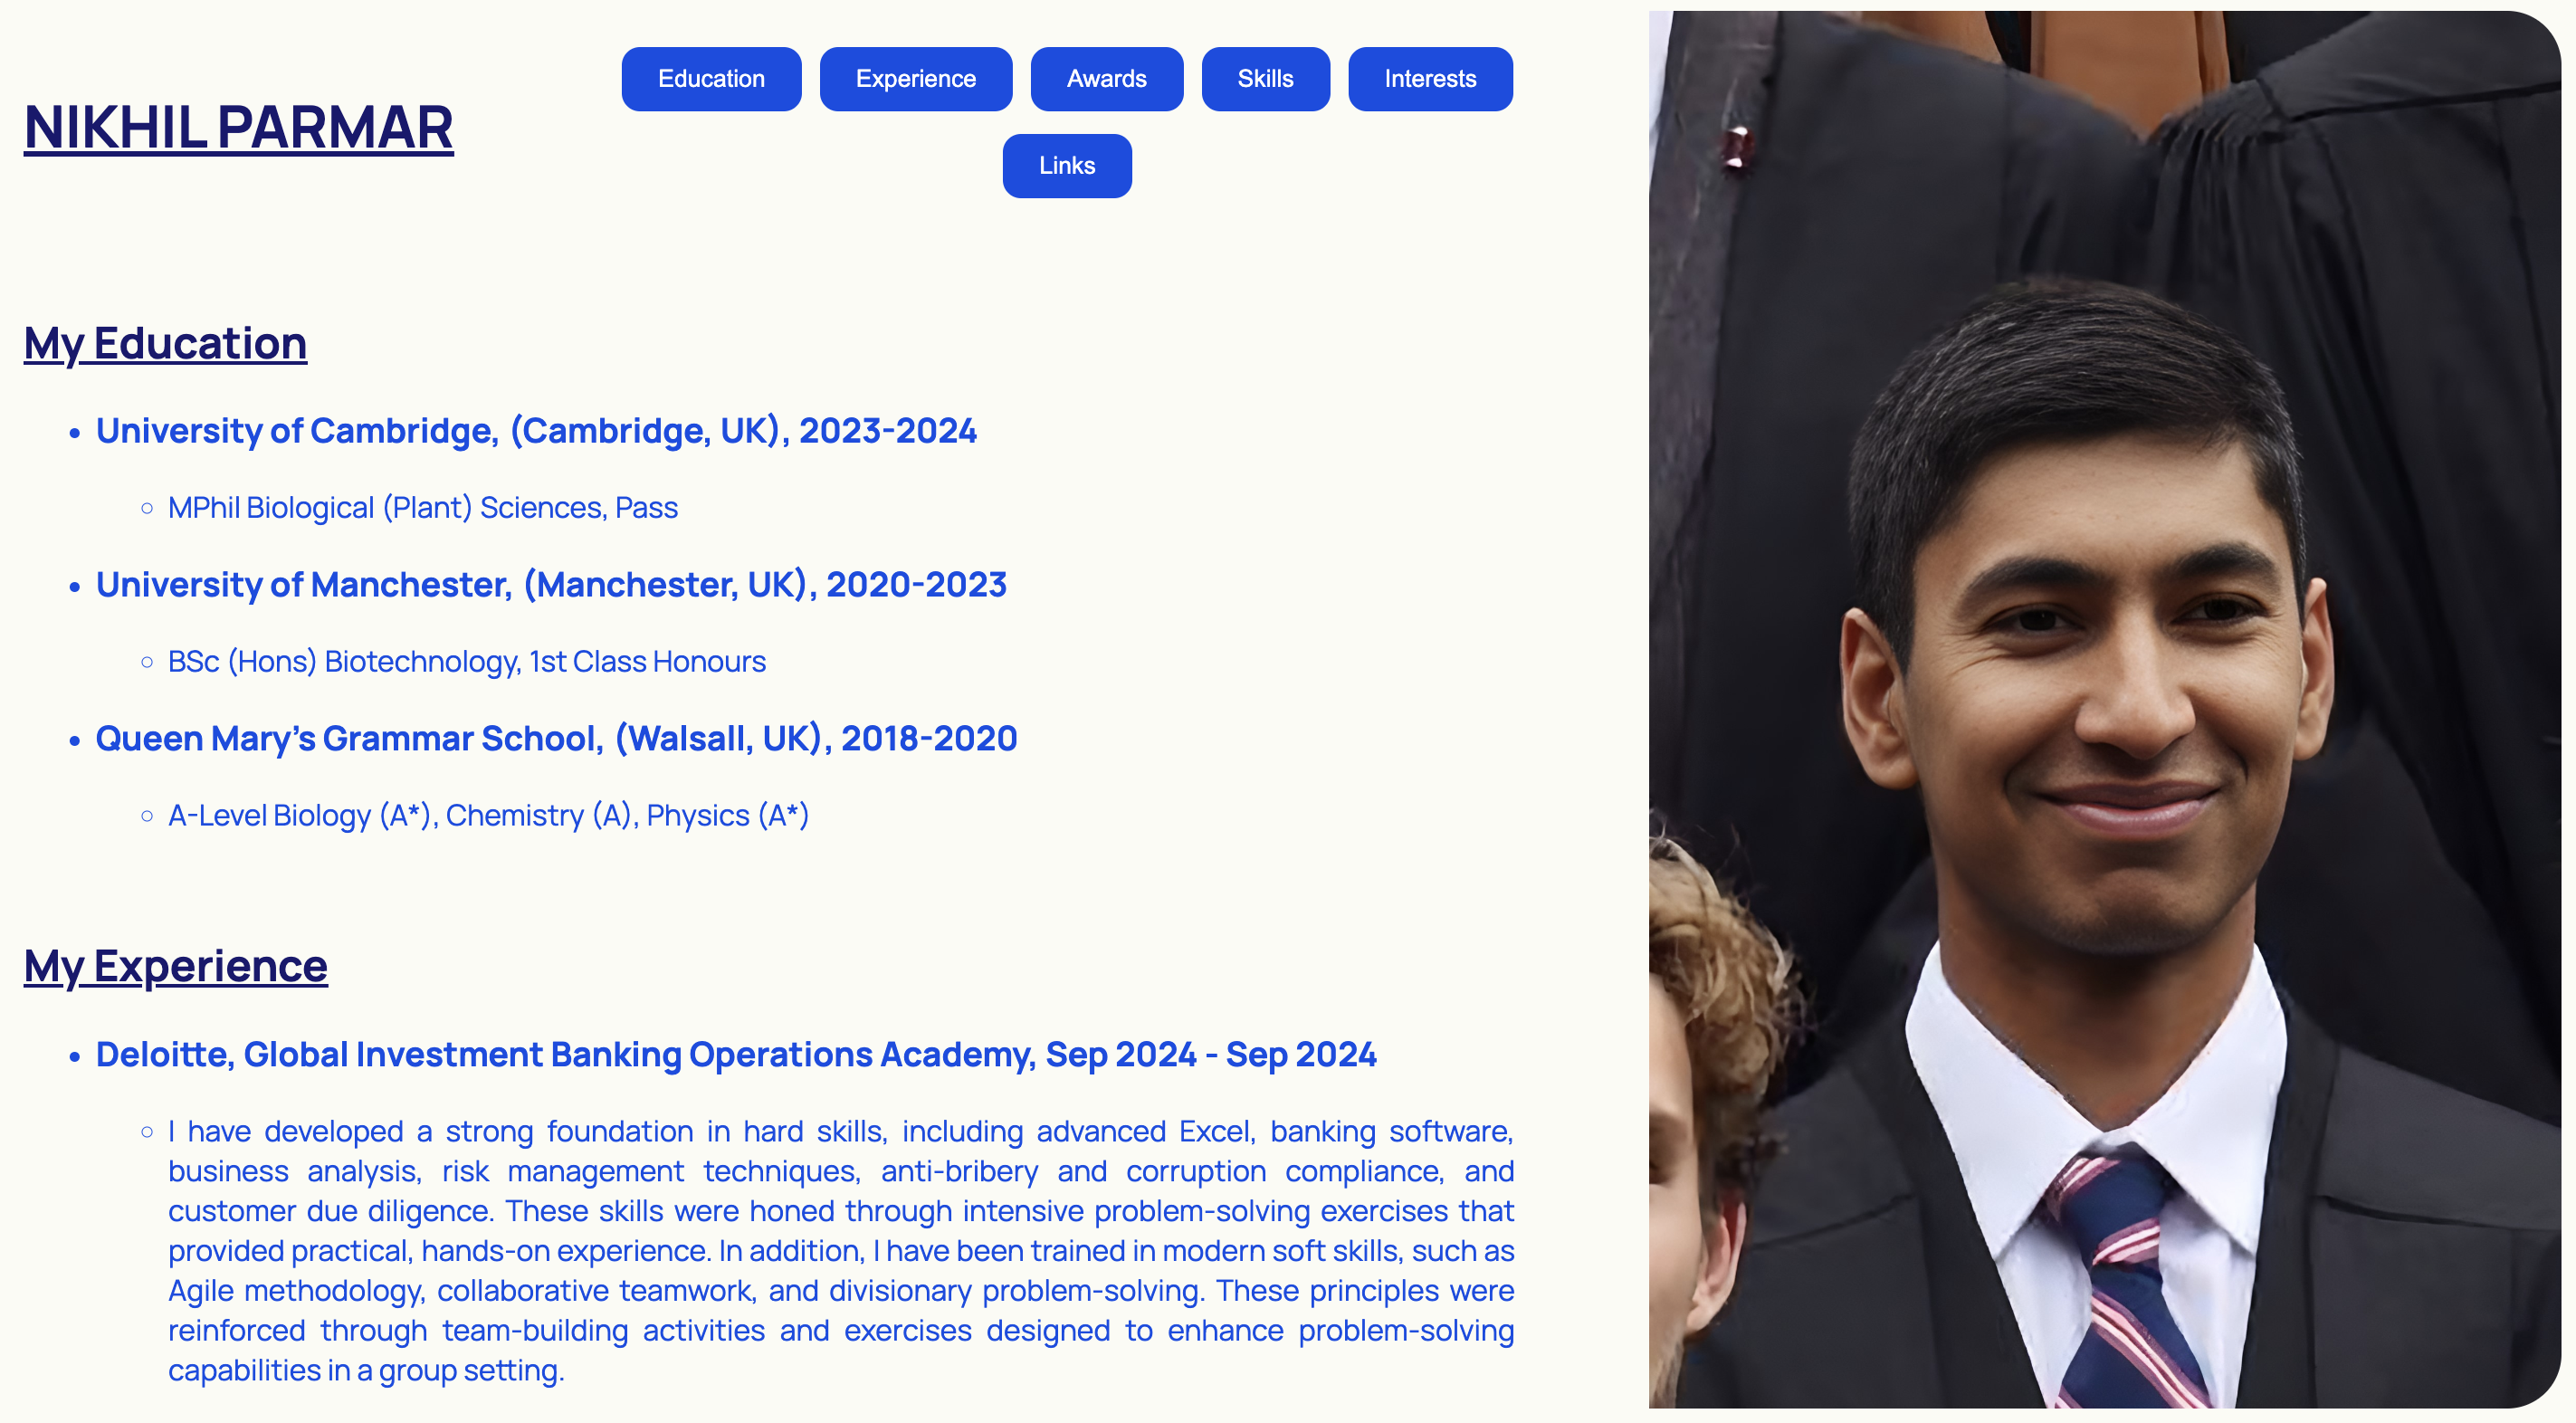 NIKHIL PARMAR
Education
Experience
Awards
Skills
Interests
Links
My Education
University of Cambridge, (Cambridge, UK), 2023-2024
MPhil Biological (Plant) Sciences, Pass
University of Manchester, (Manchester, UK), 2020-2023
BSc (Hons) Biotechnology, 1st Class Honours
Queen Mary’s Grammar School, (Walsall, UK), 2018-2020
A-Level Biology (A*), Chemistry (A), Physics (A*)
My Experience
Deloitte, Global Investment Banking Operations Academy, Sep 2024 - Sep 2024
I have developed a strong foundation in hard skills, including advanced Excel, banking software,
business analysis, risk management techniques, anti-bribery and corruption compliance, and
customer due diligence. These skills were honed through intensive problem-solving exercises that
provided practical, hands-on experience. In addition, I have been trained in modern soft skills, such as
Agile methodology, collaborative teamwork, and divisionary problem-solving. These principles were
reinforced through team-building activities and exercises designed to enhance problem-solving
capabilities in a group setting.